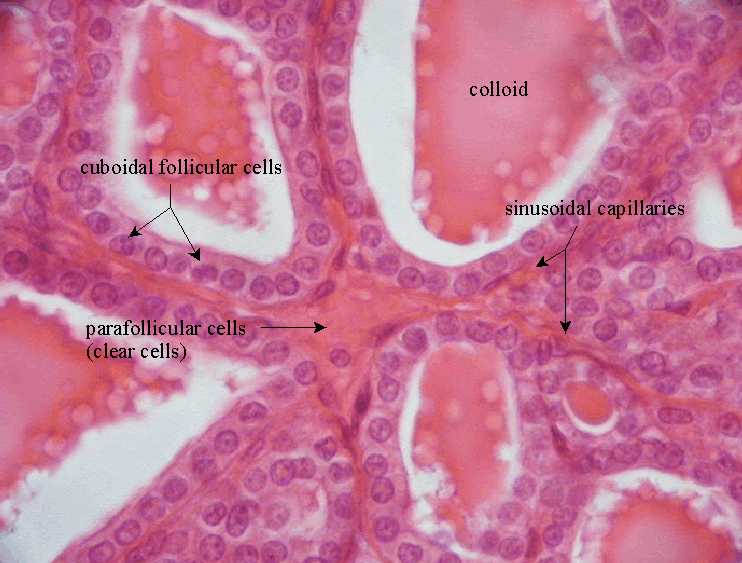 colloid
cuboidal follicular cells
sinusoidal capillaries
parafollicular cells
(clear cells)